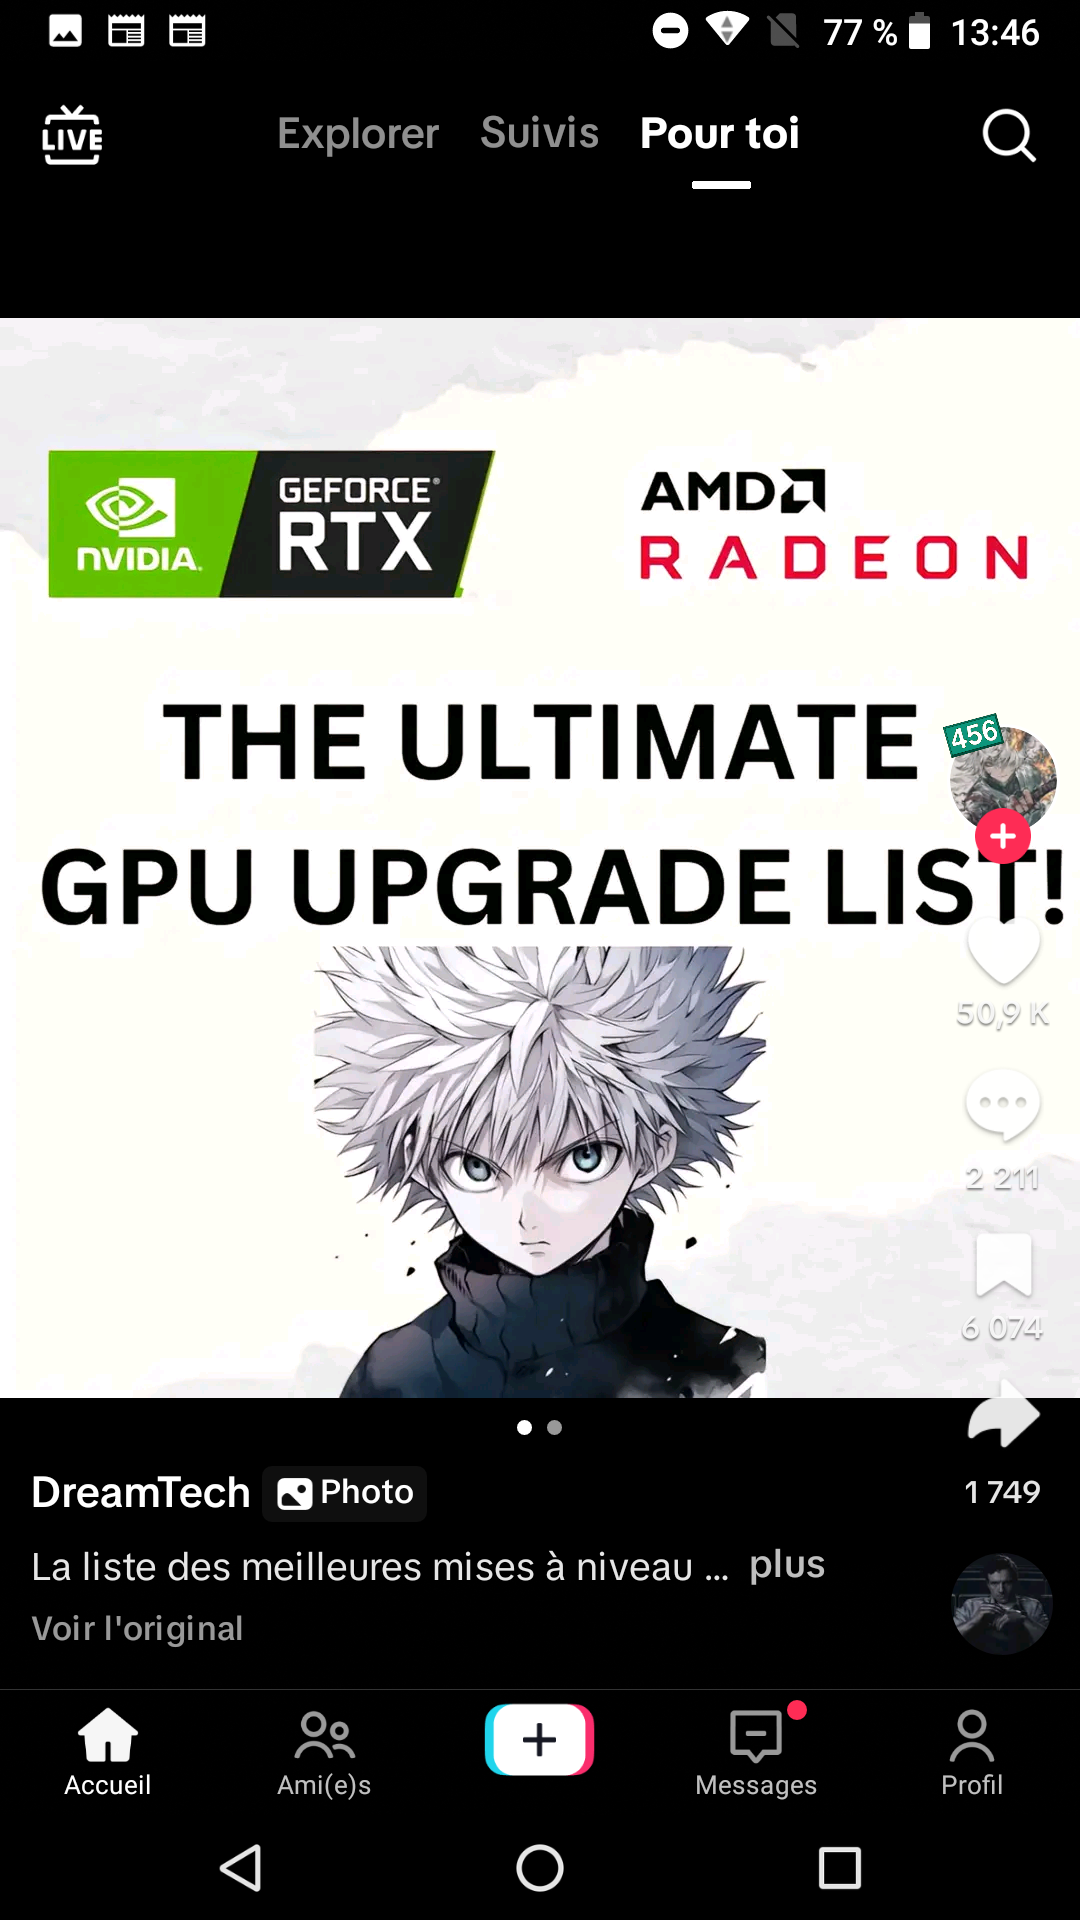 77 % 13:46
LIVE Explorer Suivis Pour toi
NVIDIA. GEFORCE® RTX
AMD
RADEON
THE ULTIMATE
456
GPU UPGRADE LIST!
50,9 K
2 211
6 074
DreamTech Photo
1 749
La liste des meilleures mises à niveau ... plus
Voir l'original
Accueil Ami(e)s Messages Profil